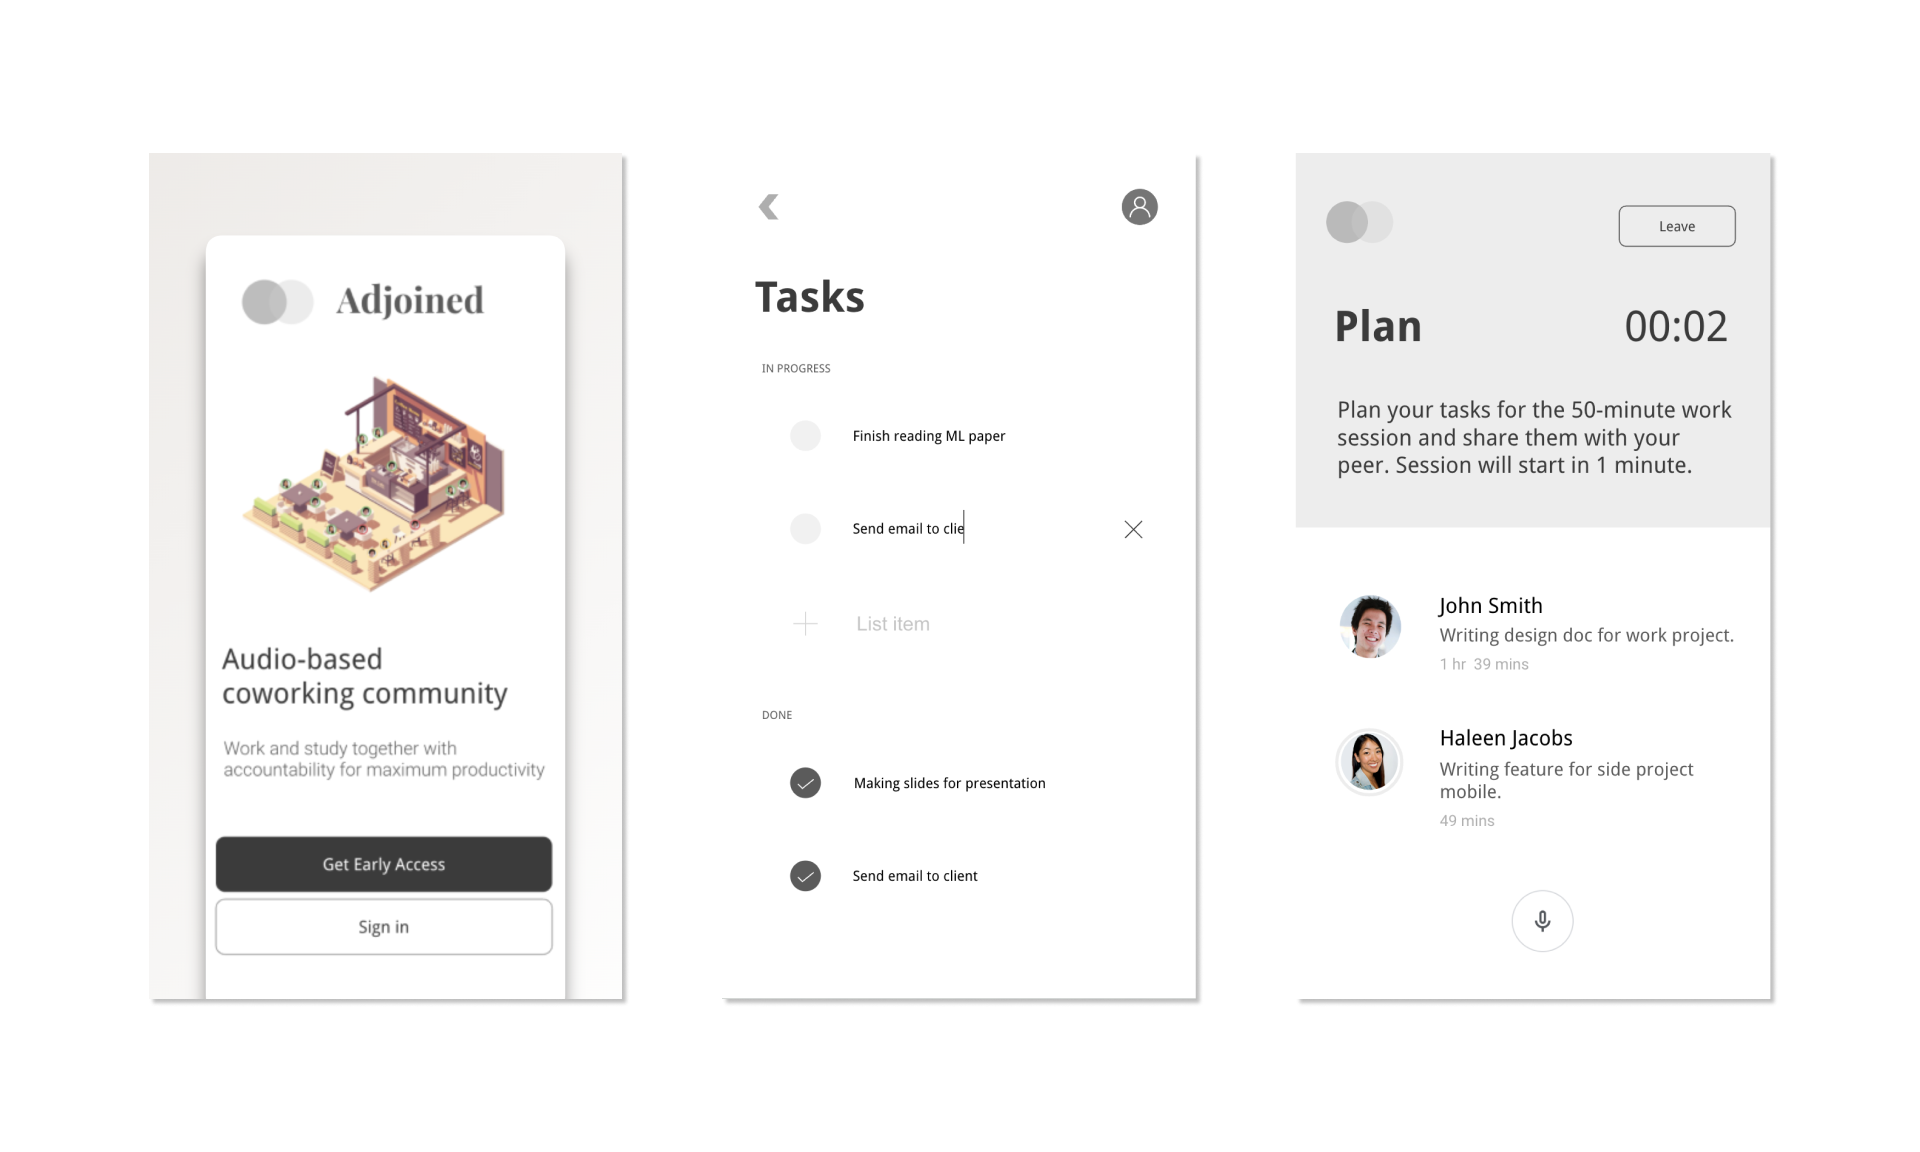 Adjoined
Audio-based
coworking community
Work and study together with
accountability for maximum productivity
Get Early Access
Sign in
Tasks
IN PROGRESS
Finish reading ML paper
Send email to clie
List item
DONE
Making slides for presentation
Send email to client
Leave
Plan
00:02
Plan your tasks for the 50-minute work
session and share them with your
peer. Session will start in 1 minute.
John Smith
Writing design doc for work project.
1 hr 39 mins
Haleen Jacobs
Writing feature for side project
mobile.
49 mins